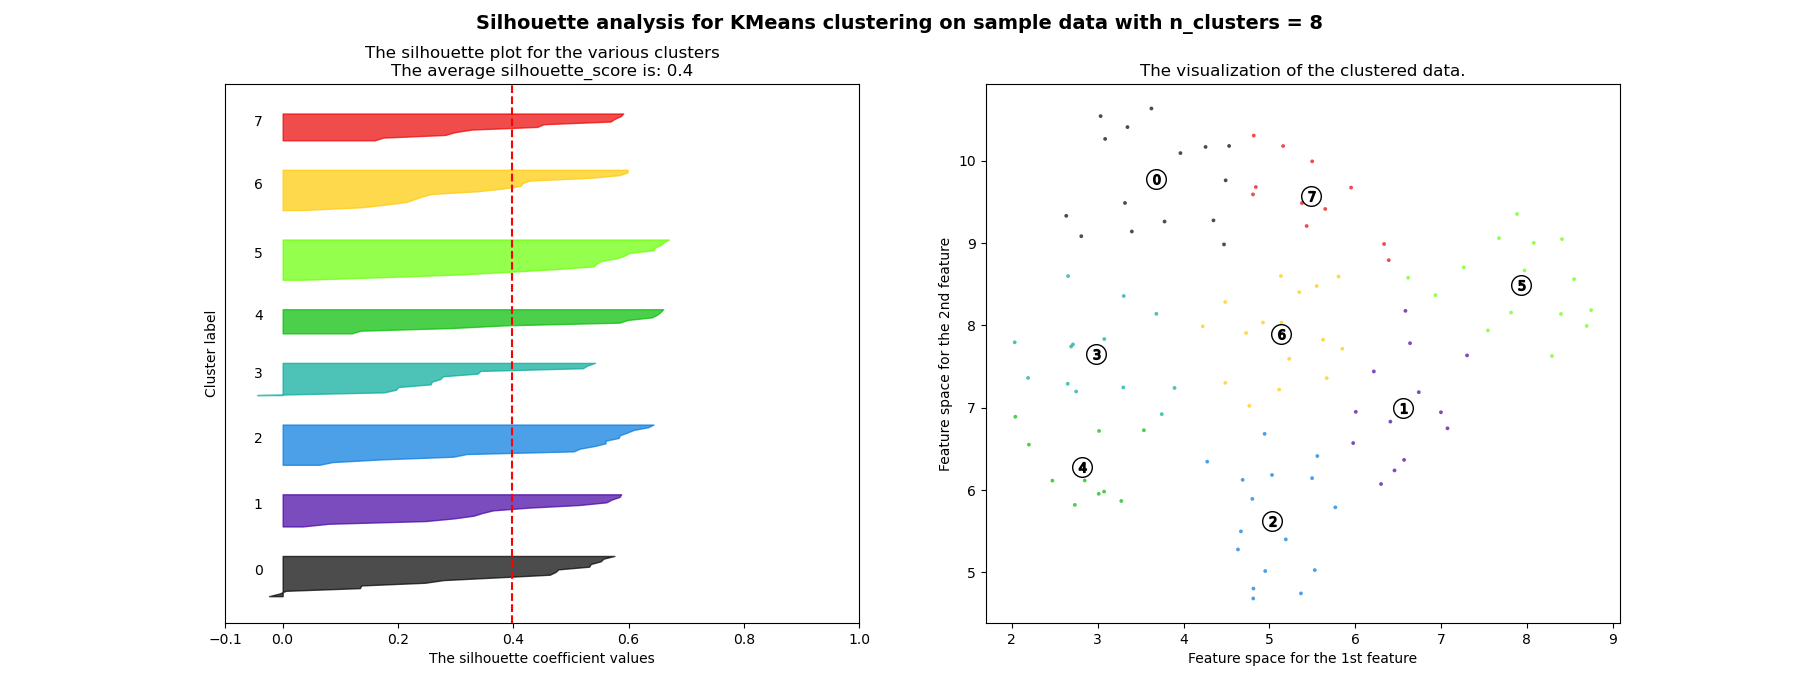 Silhouette analysis for KMeans clustering on sample data with n_clusters = 8
The silhouette plot for the various clusters
The average silhouette_score is: 0.4
7
6
5
4
3
2
1
0
Cluster label
−0.1 0.0 0.2 0.4 0.6 0.8 1.0
The silhouette coefficient values
The visualization of the clustered data.
10
9
8
7
6
5
Feature space for the 2nd feature
0
7
5
6
3
1
4
2
2 3 4 5 6 7 8 9
Feature space for the 1st feature